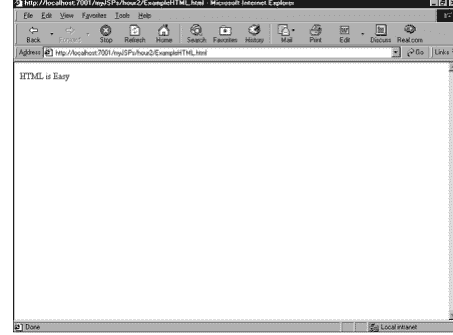 http://localhost:7001/myJSPs/hour2/ExampleHTML.html - Microsoft Internet Explorer
File Edit View Favorites Tools Help
Back Forward Stop Refresh Home Search Favorites History Mail Print Edit Discuss Real.com
Address http://localhost:7001/myJSPs/hour2/ExampleHTML.html Go Links
HTML is Easy
Done Local intranet